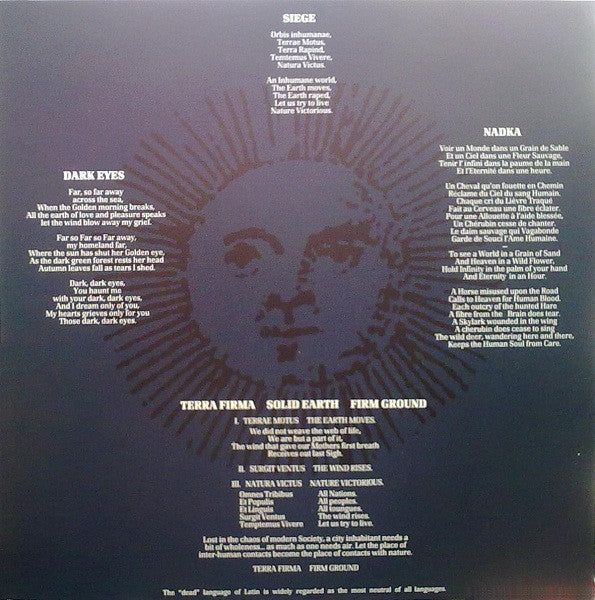 SIEGE
Orbis inhumanae,
Terrae Motus,
Terra Rapind,
Temtemus Vivere,
Natura Victus.
An Inhumane world,
The Earth moves,
The Earth raped,
Let us try to live
Nature Victorious.
DARK EYES
Far, so far away
across the sea,
When the Golden morning breaks,
All the earth of love and pleasure speaks
let the wind blow away my grief.
Far so Far so Far away,
my homeland far,
Where the sun has shut her Golden eye,
As the dark green forest rests her head
Autumn leaves fall as tears I shed.
Dark, dark eyes,
You haunt me
with your dark, dark eyes,
And I dream only of you,
My hearts grieves only for you
Those dark, dark eyes.
NADKA
Voir un Monde dans un Grain de Sable
Et un Ciel dans une Fleur Sauvage,
Tenir l'infini dans la paume de la main
Et l'Eternité dans une heure.
Un Cheval qu'on fouette en Chemin
Réclame du Ciel du sang Humain.
Chaque cri du Lièvre Traqué
Fait au Cerveau une fibre éclater.
Pour une Allouette à l'aide blessée,
Un Chérubin cesse de chanter.
Le daim sauvage qui Vagabonde
Garde de Souci l'Ame Humaine.
To see a World in a Grain of Sand
And Heaven in a Wild Flower,
Hold Infinity in the palm of your hand
And Eternity in an Hour.
A Horse misused upon the Road
Calls to Heaven for Human Blood.
Each outcry of the hunted Hare
A fibre from the Brain does tear.
A Skylark wounded in the wing
A cherubin does cease to sing
The wild deer, wandering here and there,
Keeps the Human Soul from Care.
TERRA FIRMA SOLID EARTH FIRM GROUND
I. TERRAE MOTUS THE EARTH MOVES.
We did not weave the web of life,
We are but a part of it,
The wind that gave our Mothers first breath
Receives out last Sigh.
II. SURGIT VENTUS THE WIND RISES.
III. NATURA VICTUS NATURE VICTORIOUS.
Omnes Tribibus All Nations.
Et Populis All peoples.
Et Linguis All toungues.
Surgit Ventus The wind rises.
Temptemus Vivere Let us try to live.
Lost in the chaos of modern Society, a city inhabitant needs a
bit of wholeness... as much as one needs air. Let the place of
inter-human contacts become the place of contacts with nature.
TERRA FIRMA FIRM GROUND
The "dead" language of Latin is widely regarded as the most neutral of all languages.